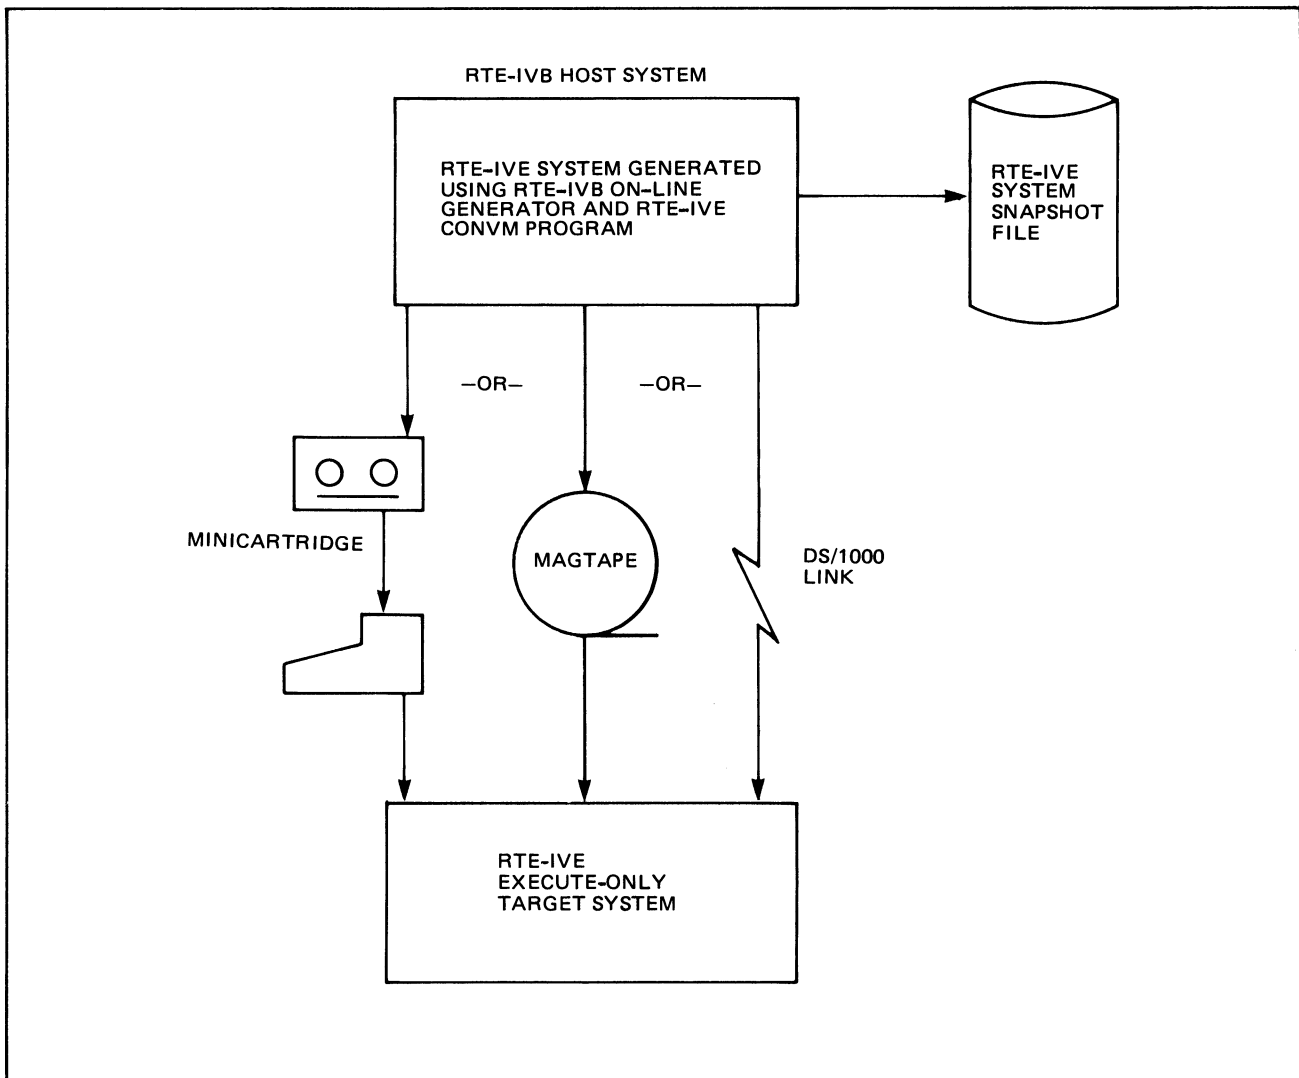 RTE-IVB HOST SYSTEM
RTE-IVE SYSTEM GENERATED
USING RTE-IVB ON-LINE
GENERATOR AND RTE-IVE
CONVM PROGRAM
RTE-IVE
SYSTEM
SNAPSHOT
FILE
—OR—
—OR—
MINICARTRIDGE
MAGTAPE
DS/1000
LINK
RTE-IVE
EXECUTE-ONLY
TARGET SYSTEM